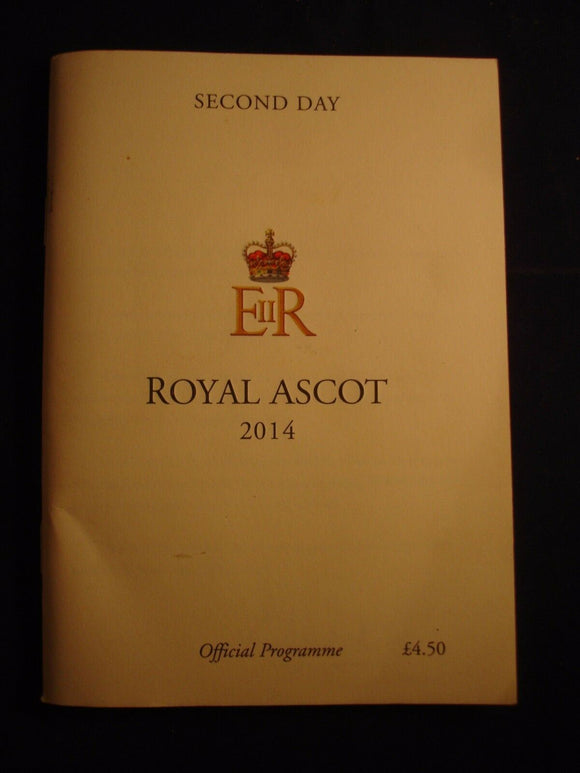 SECOND DAY
EIIR
ROYAL ASCOT
2014
Official Programme £4.50